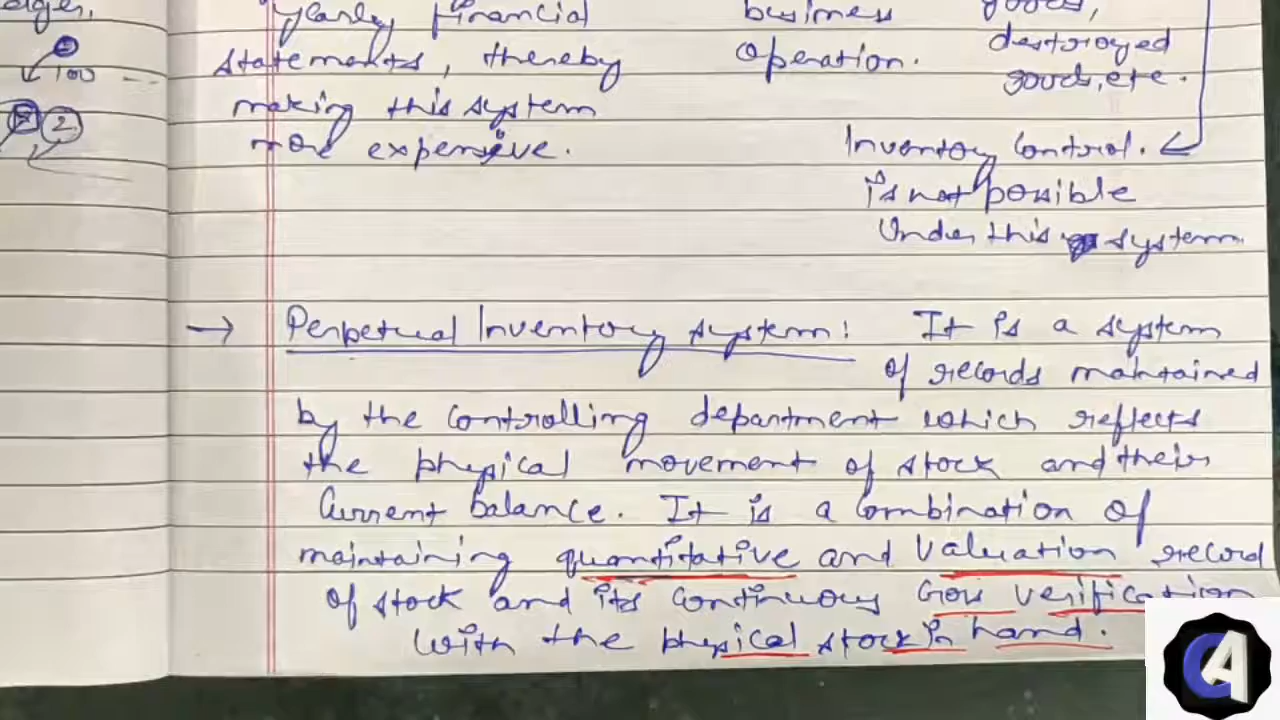 yearly financial
statements, thereby
making this system
more expensive.
business
operation.
goods,
destroyed
goods, etc.
Inventory Control.
is not possible
Under this system.
100
2
→ Perpetual Inventory system: It is a system
of records maintained
by the controlling department which reflects
the physical movement of stock and their
Current balance. It is a combination of
maintaining quantitative and Valuation record
of stock and its continuous verification
with the physical stock in hand.
CA